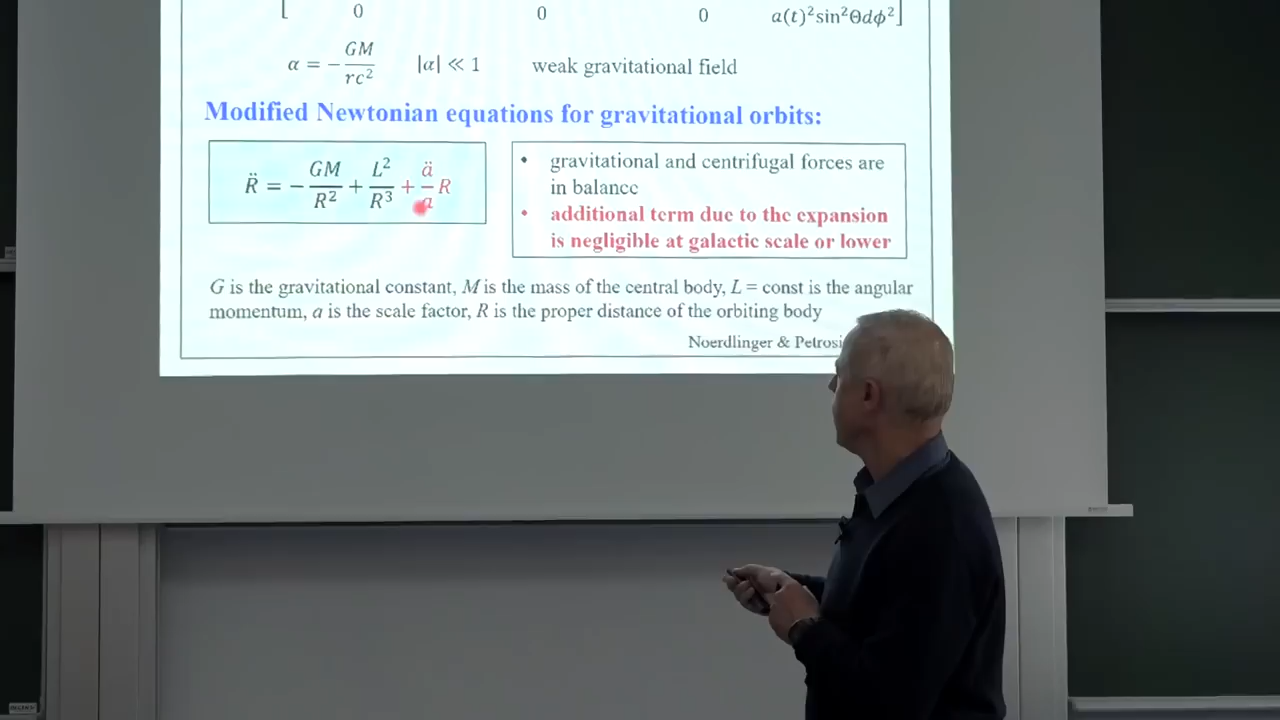 0 0 0 a(t)²sin²Θdϕ²
α = − GM / rc² |α| ≪ 1 weak gravitational field
Modified Newtonian equations for gravitational orbits:
R̈ = − GM / R² + L² / R³ + ä / a R
• gravitational and centrifugal forces are
in balance
• additional term due to the expansion
is negligible at galactic scale or lower
G is the gravitational constant, M is the mass of the central body, L = const is the angular
momentum, a is the scale factor, R is the proper distance of the orbiting body
Noerdlinger & Petrosi